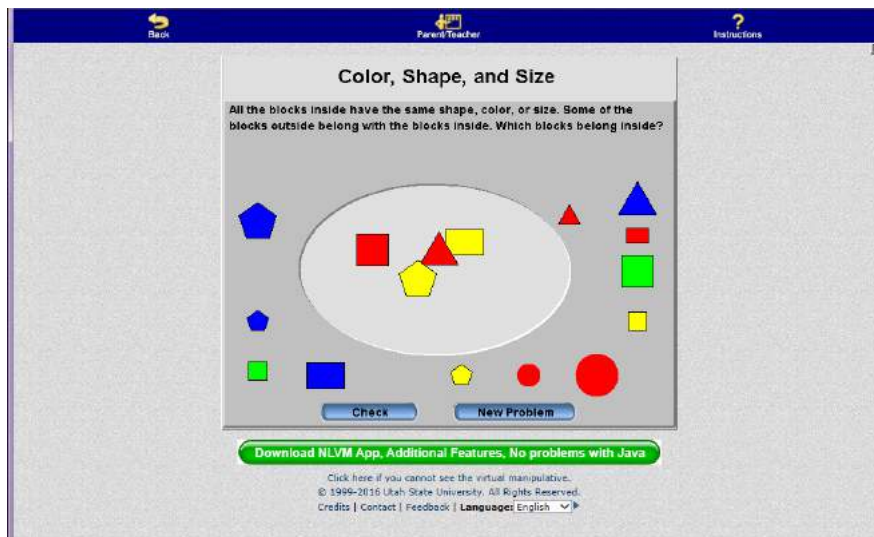 Back
Parent/Teacher
Instructions
Color, Shape, and Size
All the blocks inside have the same shape, color, or size. Some of the
blocks outside belong with the blocks inside. Which blocks belong inside?
Check
New Problem
Download NLVM App, Additional Features, No problems with Java
Click here if you cannot see the virtual manipulative.
© 1999-2016 Utah State University. All Rights Reserved.
Credits | Contact | Feedback | Language: English